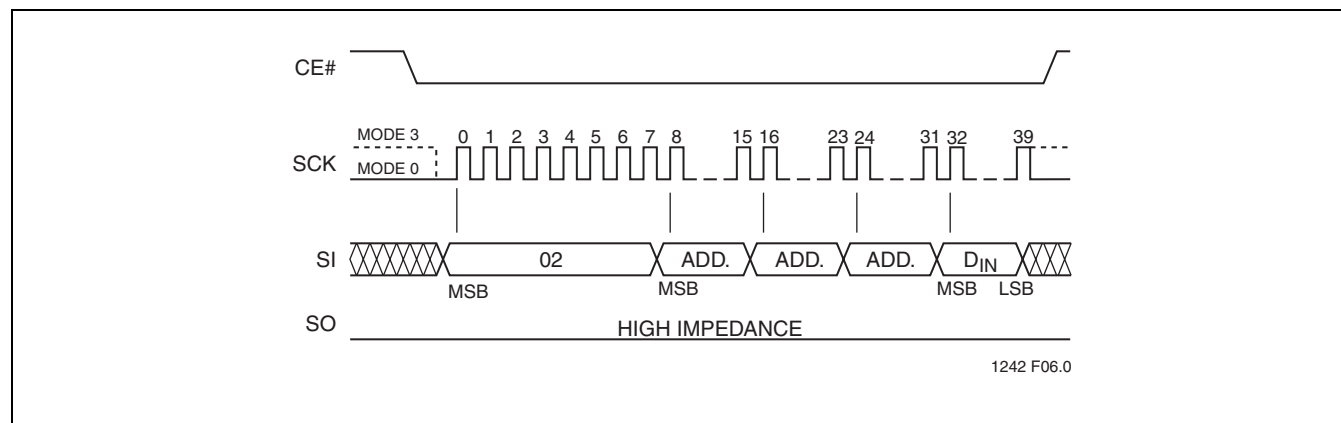 CE#
MODE 3
0 1 2 3 4 5 6 7 8 15 16 23 24 31 32 39
SCK
MODE 0
SI 02 ADD. ADD. ADD. DIN
MSB MSB MSB LSB
SO HIGH IMPEDANCE
1242 F06.0